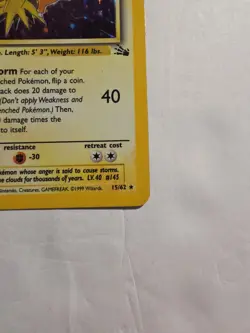 . Length: 5' 3", Weight: 116 lbs.
orm For each of your
nched Pokémon, flip a coin.
ack does 20 damage to
(Don't apply Weakness and
enched Pokémon.) Then,
damage times the
to itself.
40
resistance
-30
retreat cost
okémon whose anger is said to cause storms.
e clouds for thousands of years. LV. 40 #145
Nintendo, Creatures, GAMEFREAK. ©1999 Wizards. 15/62 ★